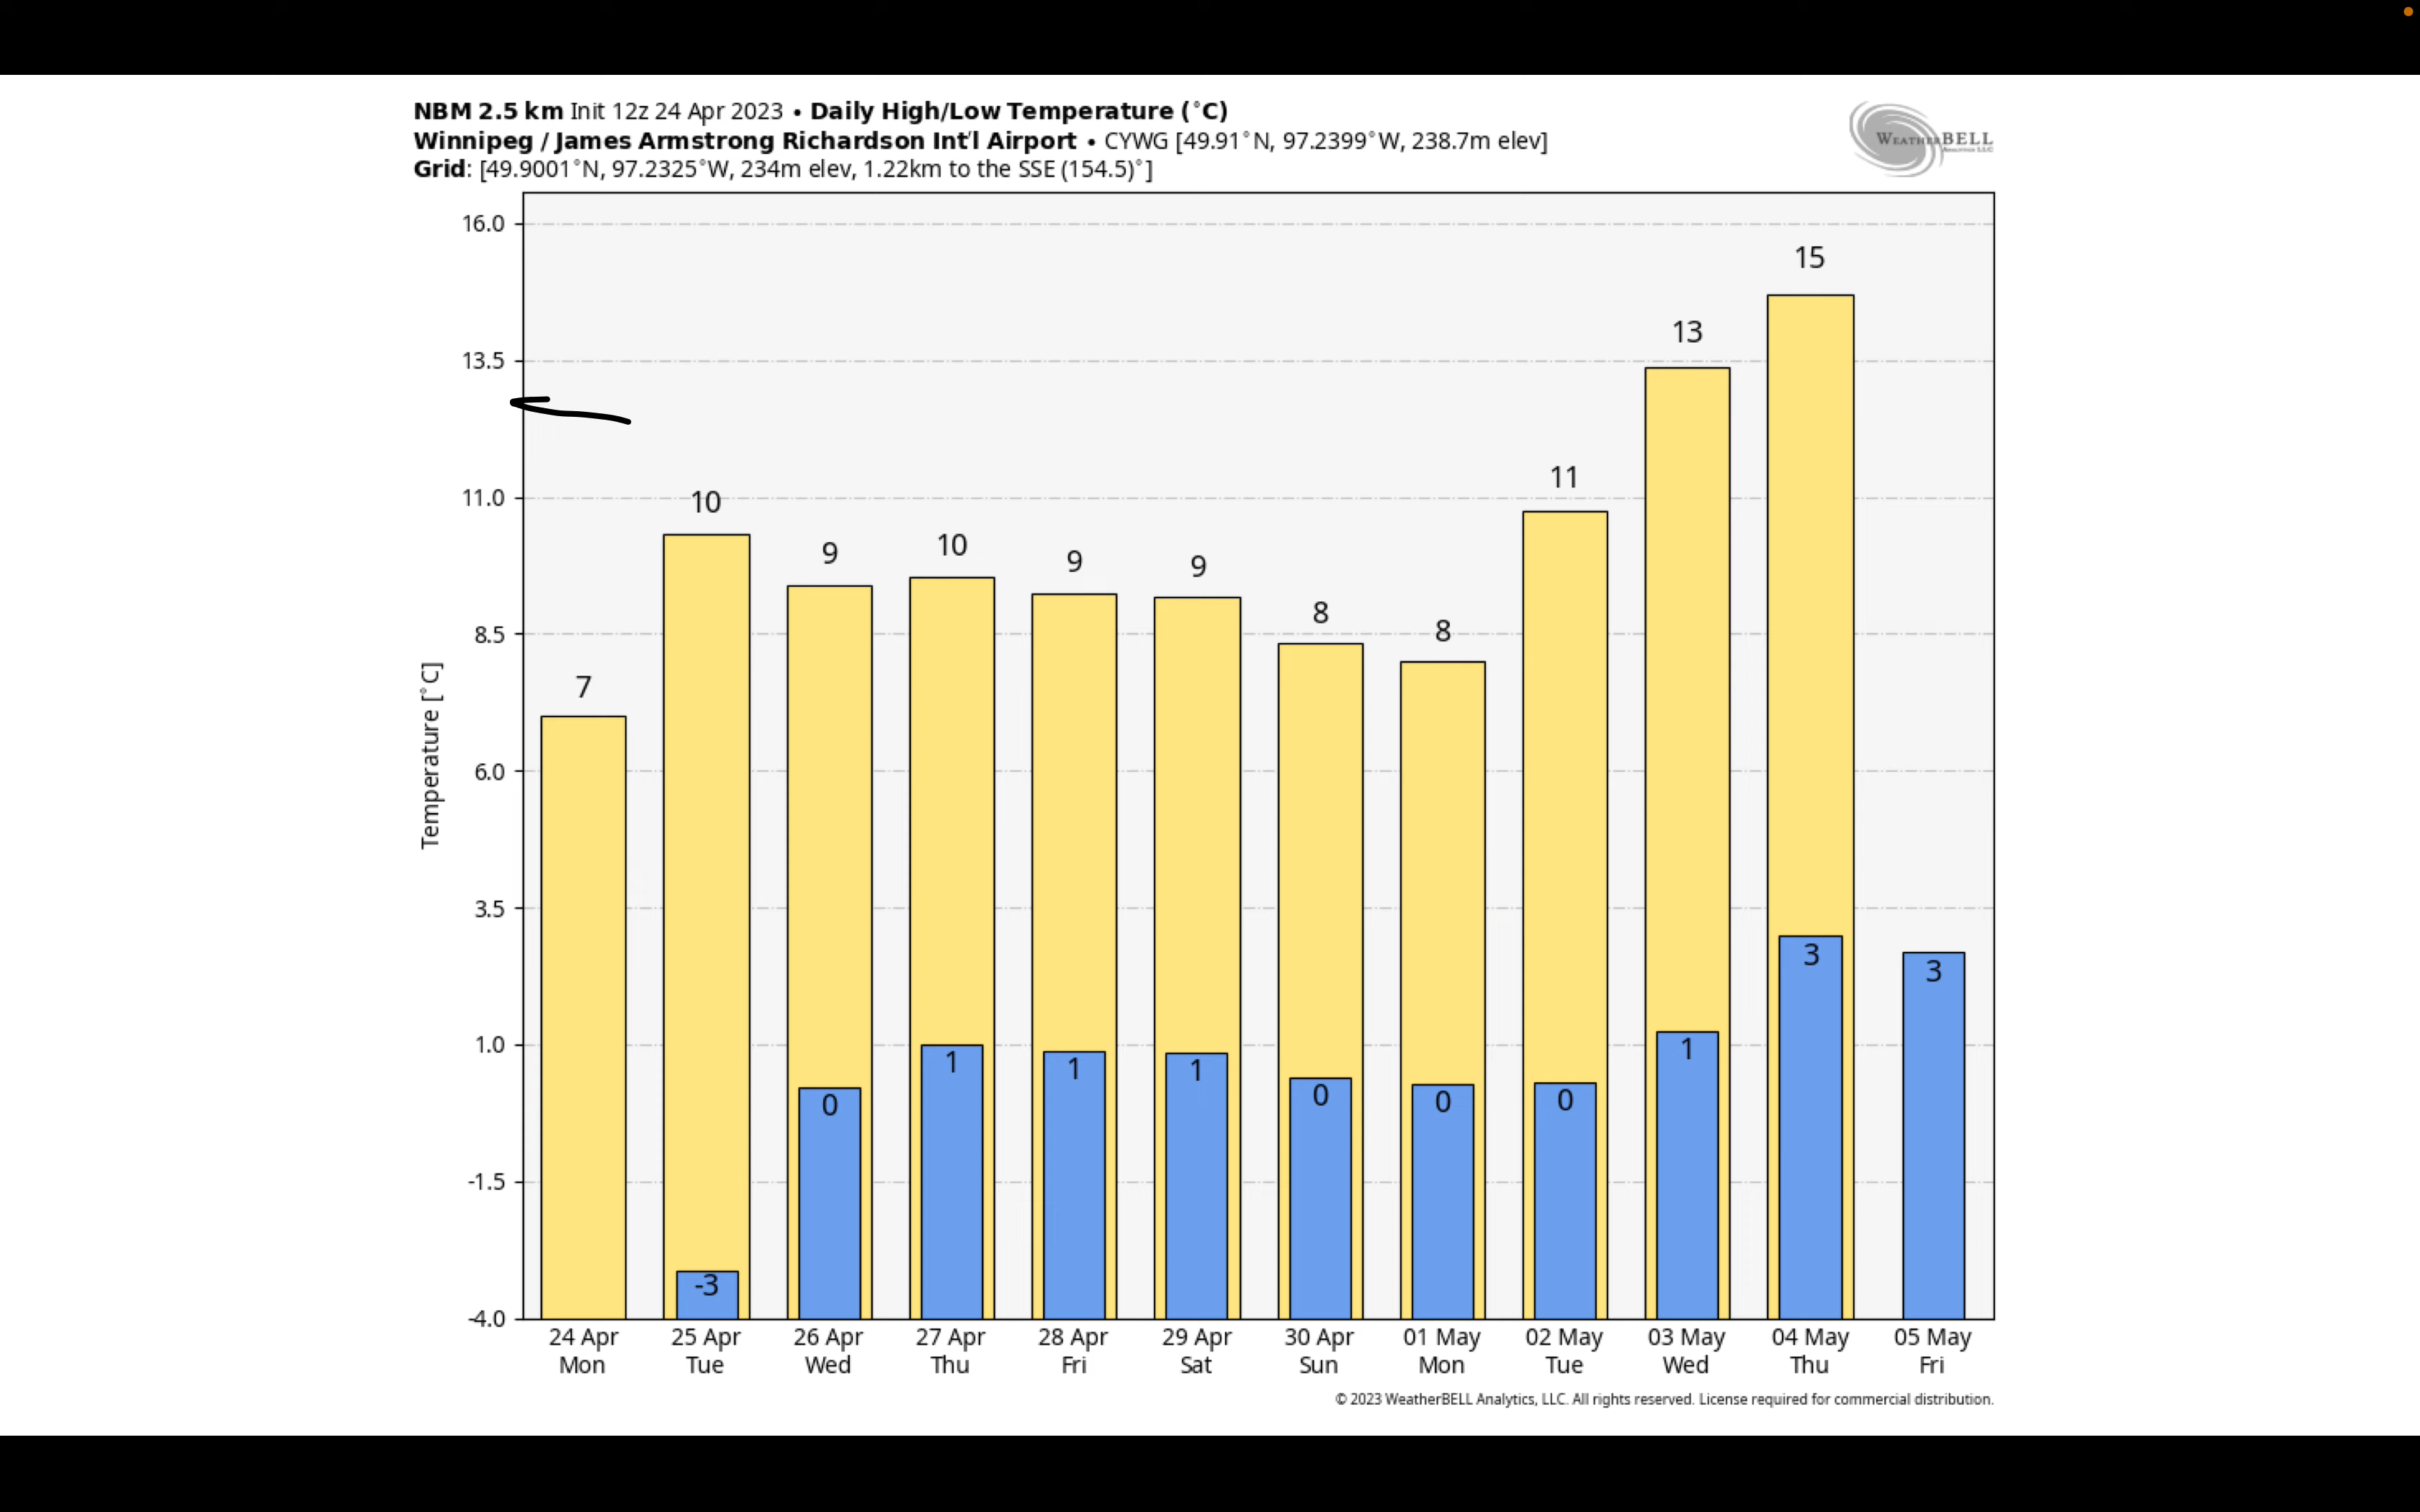 NBM 2.5 km Init 12z 24 Apr 2023 • Daily High/Low Temperature (°C)
Winnipeg / James Armstrong Richardson Int'l Airport • CYWG [49.91°N, 97.2399°W, 238.7m elev]
Grid: [49.9001°N, 97.2325°W, 234m elev, 1.22km to the SSE (154.5)°]
WEATHERBELL
ANALYTICS LLC
Temperature [°C]
16.0
13.5
11.0
8.5
6.0
3.5
1.0
-1.5
-4.0
7 10 9 10 9 9 8 8 11 13 15
-3 0 1 1 1 0 0 0 1 3 3
24 Apr 25 Apr 26 Apr 27 Apr 28 Apr 29 Apr 30 Apr 01 May 02 May 03 May 04 May 05 May
Mon Tue Wed Thu Fri Sat Sun Mon Tue Wed Thu Fri
© 2023 WeatherBELL Analytics, LLC. All rights reserved. License required for commercial distribution.